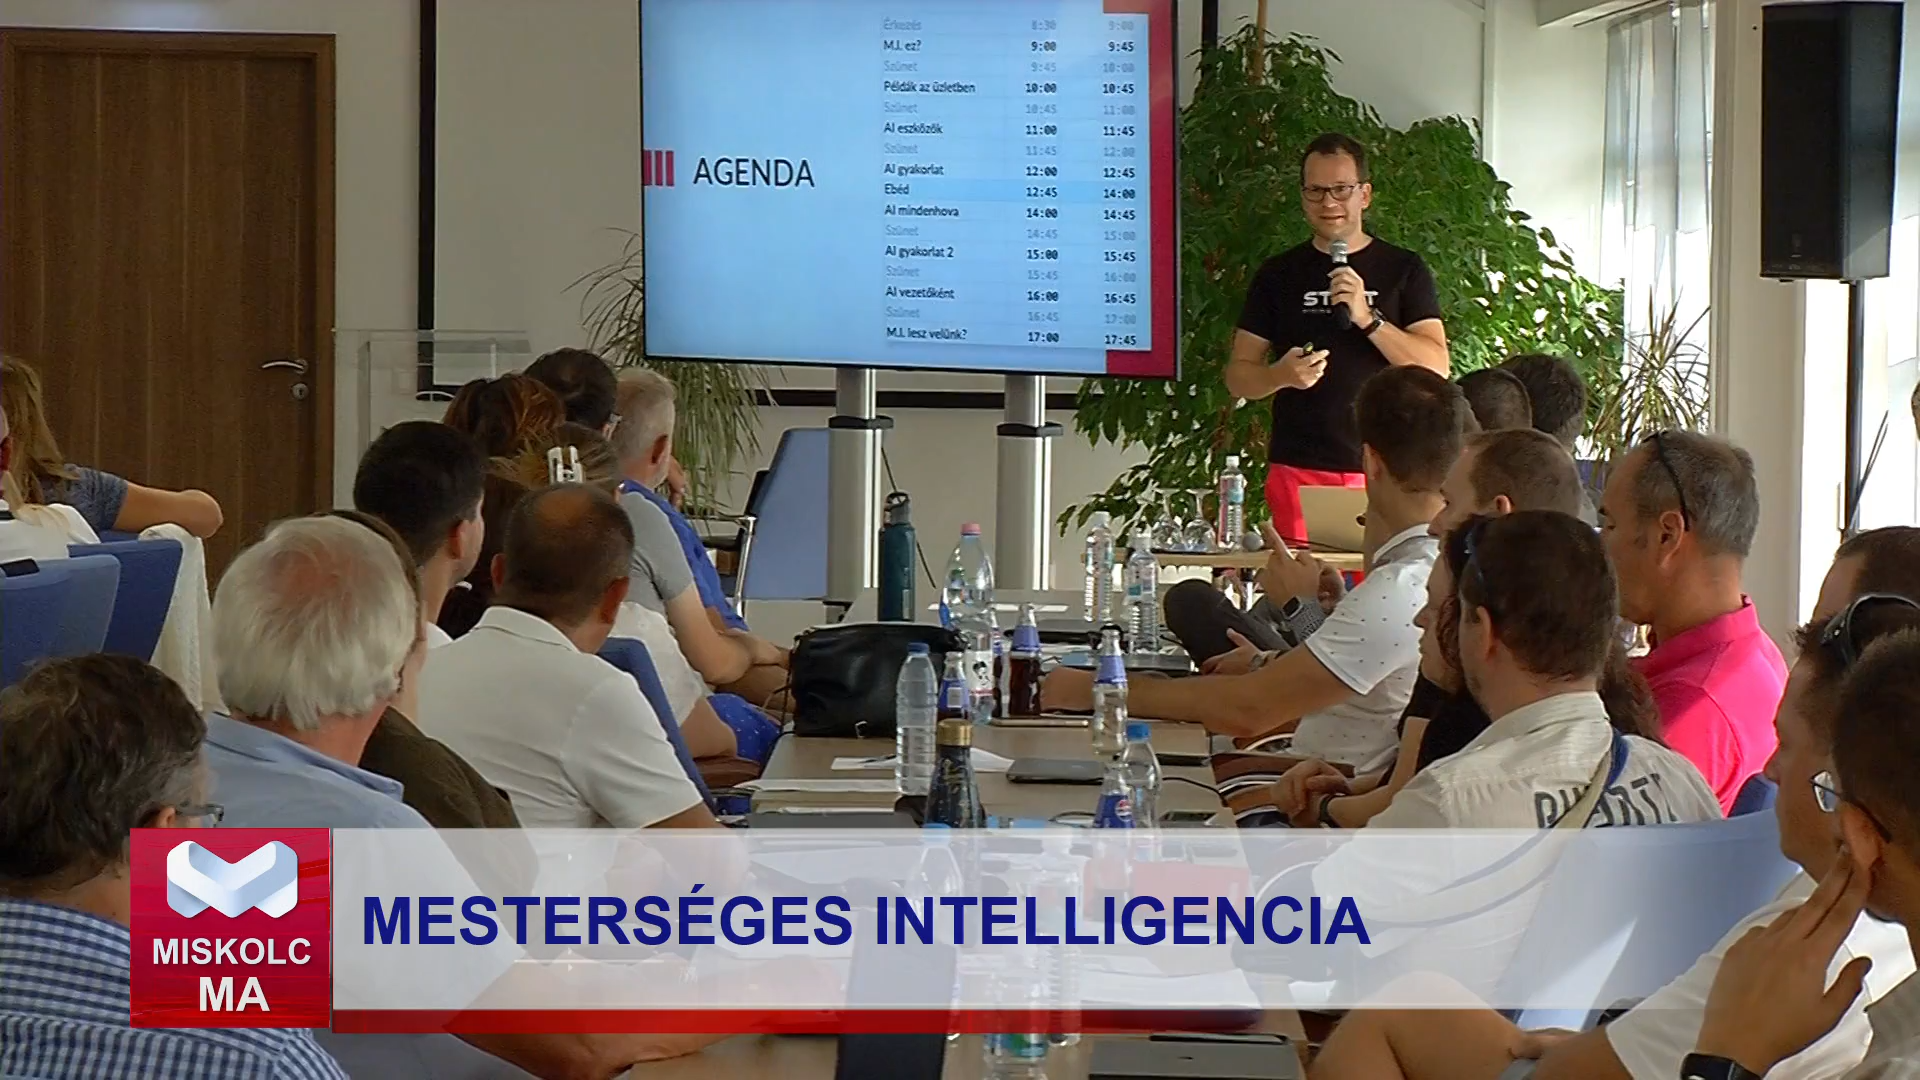 Érkezés 8:30 9:00
M.I. ez? 9:00 9:45
Szünet 9:45 10:00
Példák az üzletben 10:00 10:45
Szünet 10:45 11:00
AI eszközök 11:00 11:45
Szünet 11:45 12:00
AGENDA
AI gyakorlat 12:00 12:45
Ebéd 12:45 14:00
AI mindenhova 14:00 14:45
Szünet 14:45 15:00
AI gyakorlat 2 15:00 15:45
Szünet 15:45 16:00
AI vezetőként 16:00 16:45
Szünet 16:45 17:00
M.I. lesz velünk? 17:00 17:45
MESTERSÉGES INTELLIGENCIA
MISKOLC
MA